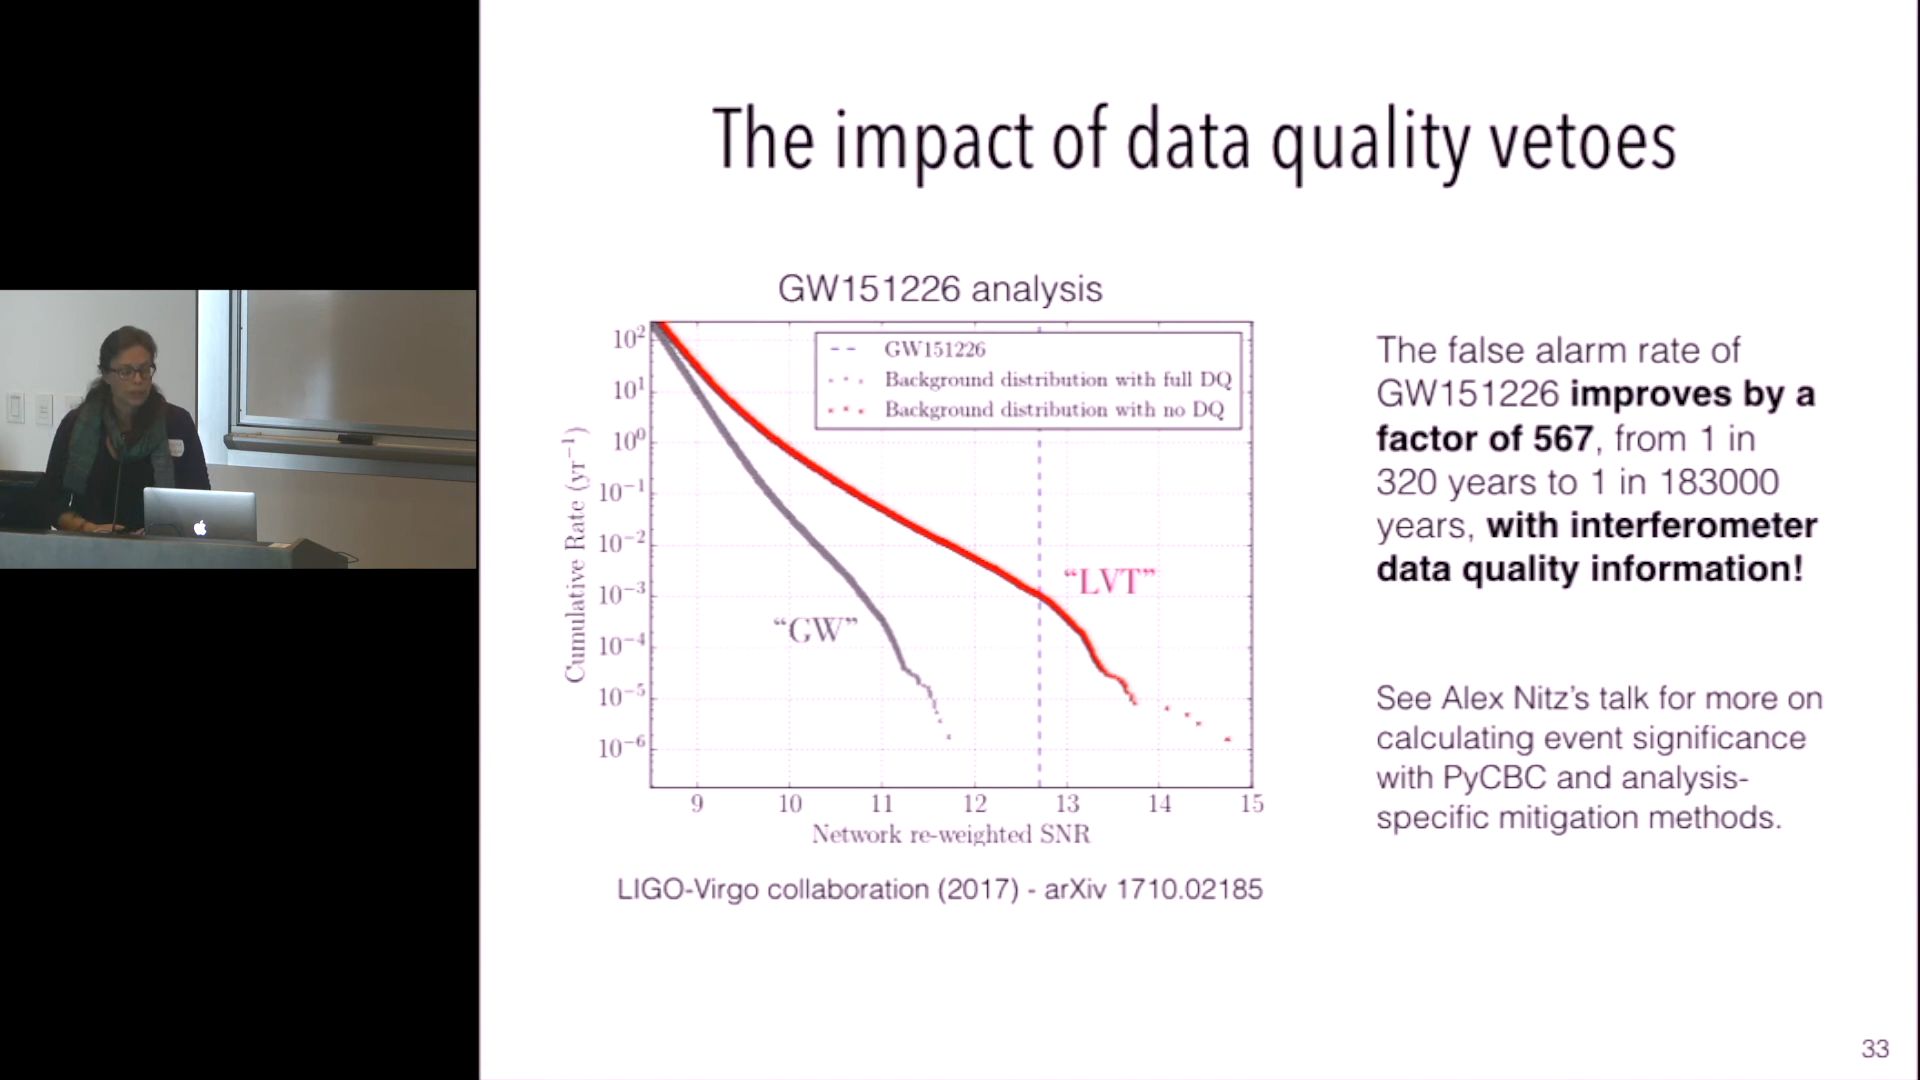 The impact of data quality vetoes
GW151226 analysis
10² 
10¹
10⁰
10⁻¹
10⁻²
10⁻³
10⁻⁴
10⁻⁵
10⁻⁶
Cumulative Rate (yr⁻¹)
GW151226
Background distribution with full DQ
Background distribution with no DQ
“LVT”
“GW”
9 10 11 12 13 14 15
Network re-weighted SNR
LIGO-Virgo collaboration (2017) - arXiv 1710.02185
The false alarm rate of
GW151226 improves by a
factor of 567, from 1 in
320 years to 1 in 183000
years, with interferometer
data quality information!
See Alex Nitz’s talk for more on
calculating event significance
with PyCBC and analysis-
specific mitigation methods.
33